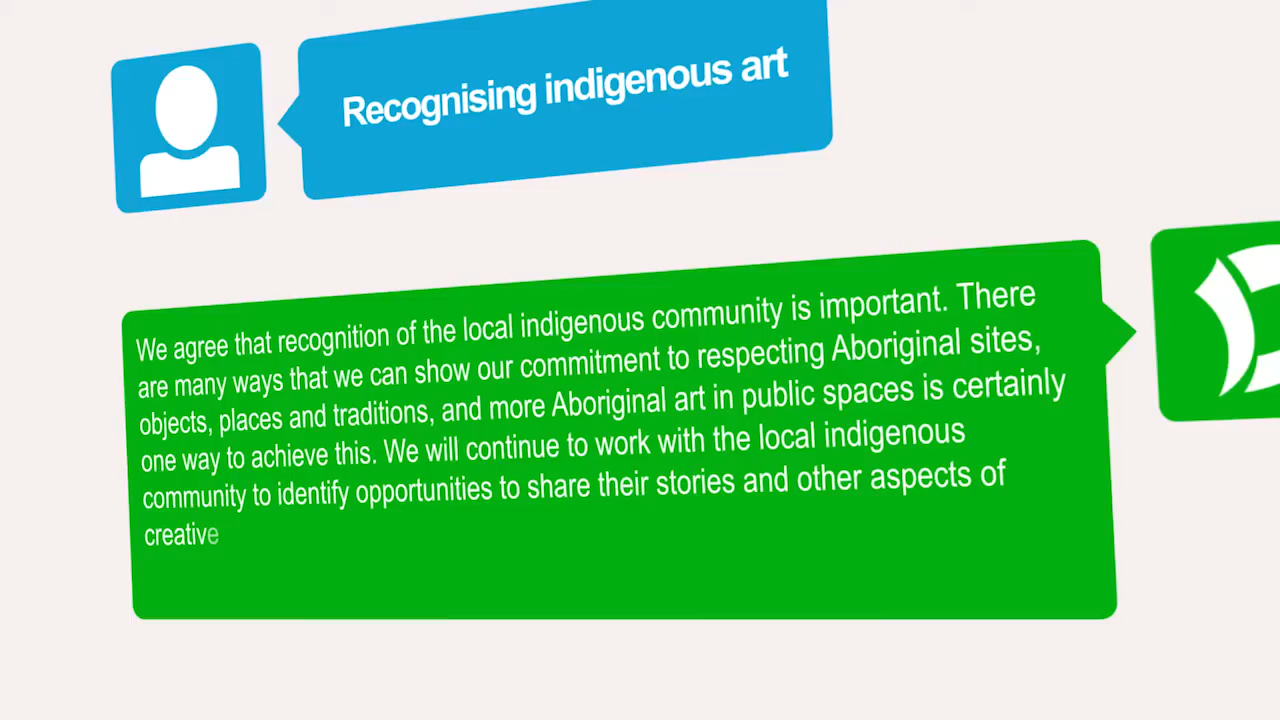 Recognising indigenous art
We agree that recognition of the local indigenous community is important. There
are many ways that we can show our commitment to respecting Aboriginal sites,
objects, places and traditions, and more Aboriginal art in public spaces is certainly
one way to achieve this. We will continue to work with the local indigenous
community to identify opportunities to share their stories and other aspects of
creative